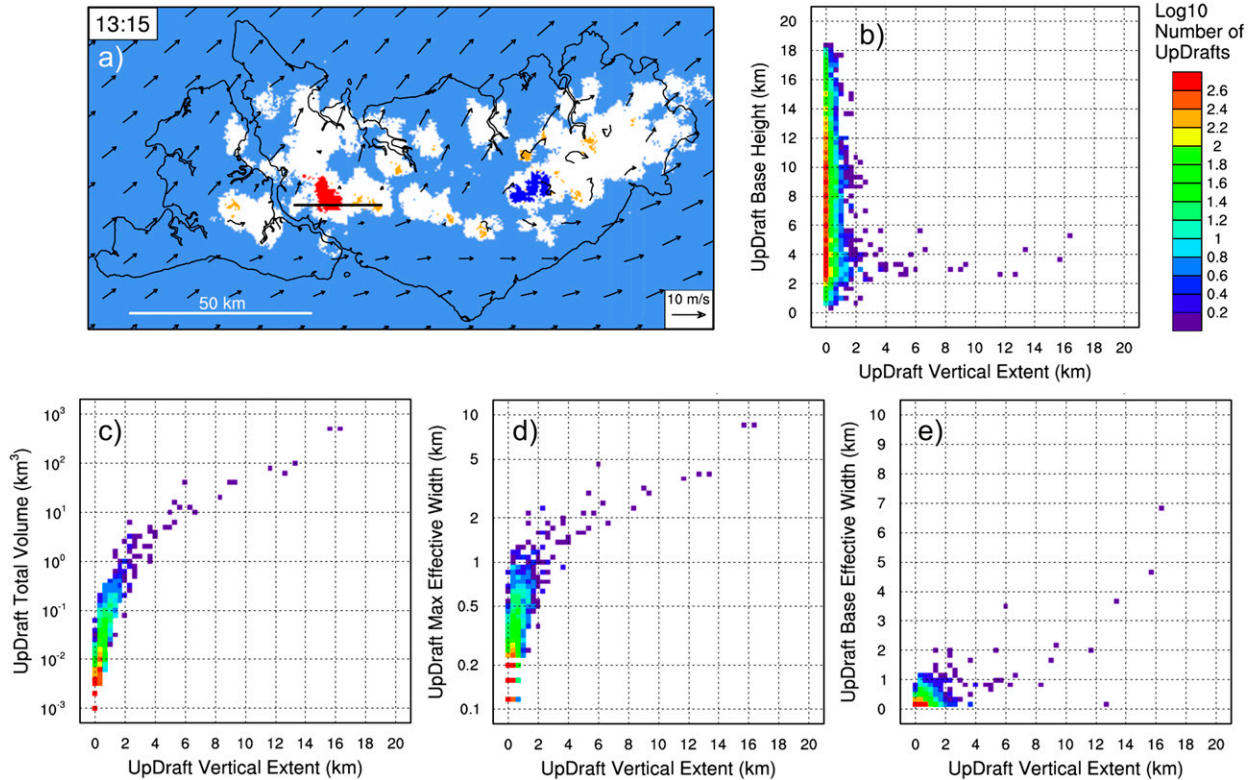 13:15
a)
50 km
10 m/s
b)
UpDraft Base Height (km)
20
18
16
14
12
10
8
6
4
2
0
0 2 4 6 8 10 12 14 16 18 20
UpDraft Vertical Extent (km)
Log10
Number of
UpDrafts
2.6
2.4
2.2
2
1.8
1.6
1.4
1.2
1
0.8
0.6
0.4
0.2
c)
UpDraft Total Volume (km³)
10³
10²
10¹
10⁰
10⁻¹
10⁻²
10⁻³
0 2 4 6 8 10 12 14 16 18 20
UpDraft Vertical Extent (km)
d)
UpDraft Max Effective Width (km)
10
5
2
1
0.5
0.2
0.1
0 2 4 6 8 10 12 14 16 18 20
UpDraft Vertical Extent (km)
e)
UpDraft Base Effective Width (km)
10
9
8
7
6
5
4
3
2
1
0
0 2 4 6 8 10 12 14 16 18 20
UpDraft Vertical Extent (km)